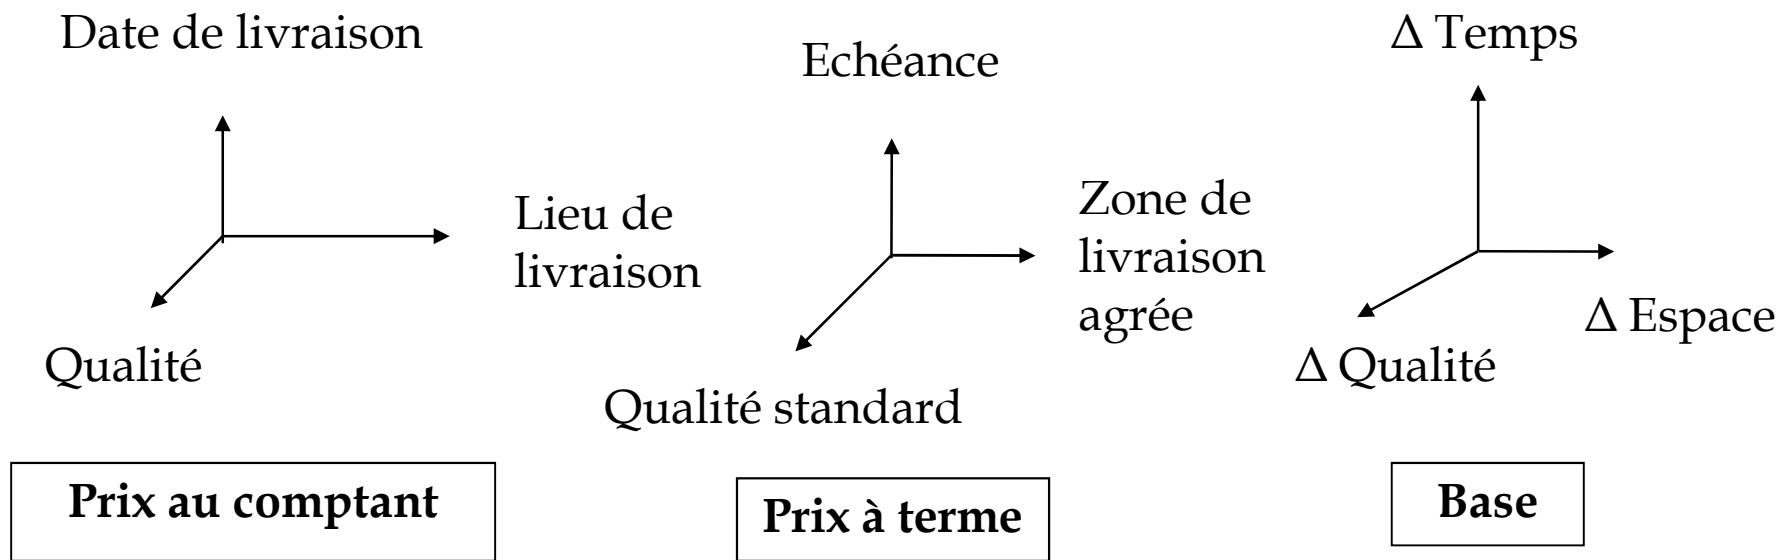 Date de livraison
Lieu de
livraison
Qualité
Prix au comptant
Echéance
Zone de
livraison
agrée
Qualité standard
Prix à terme
Δ Temps
Δ Espace
Δ Qualité
Base